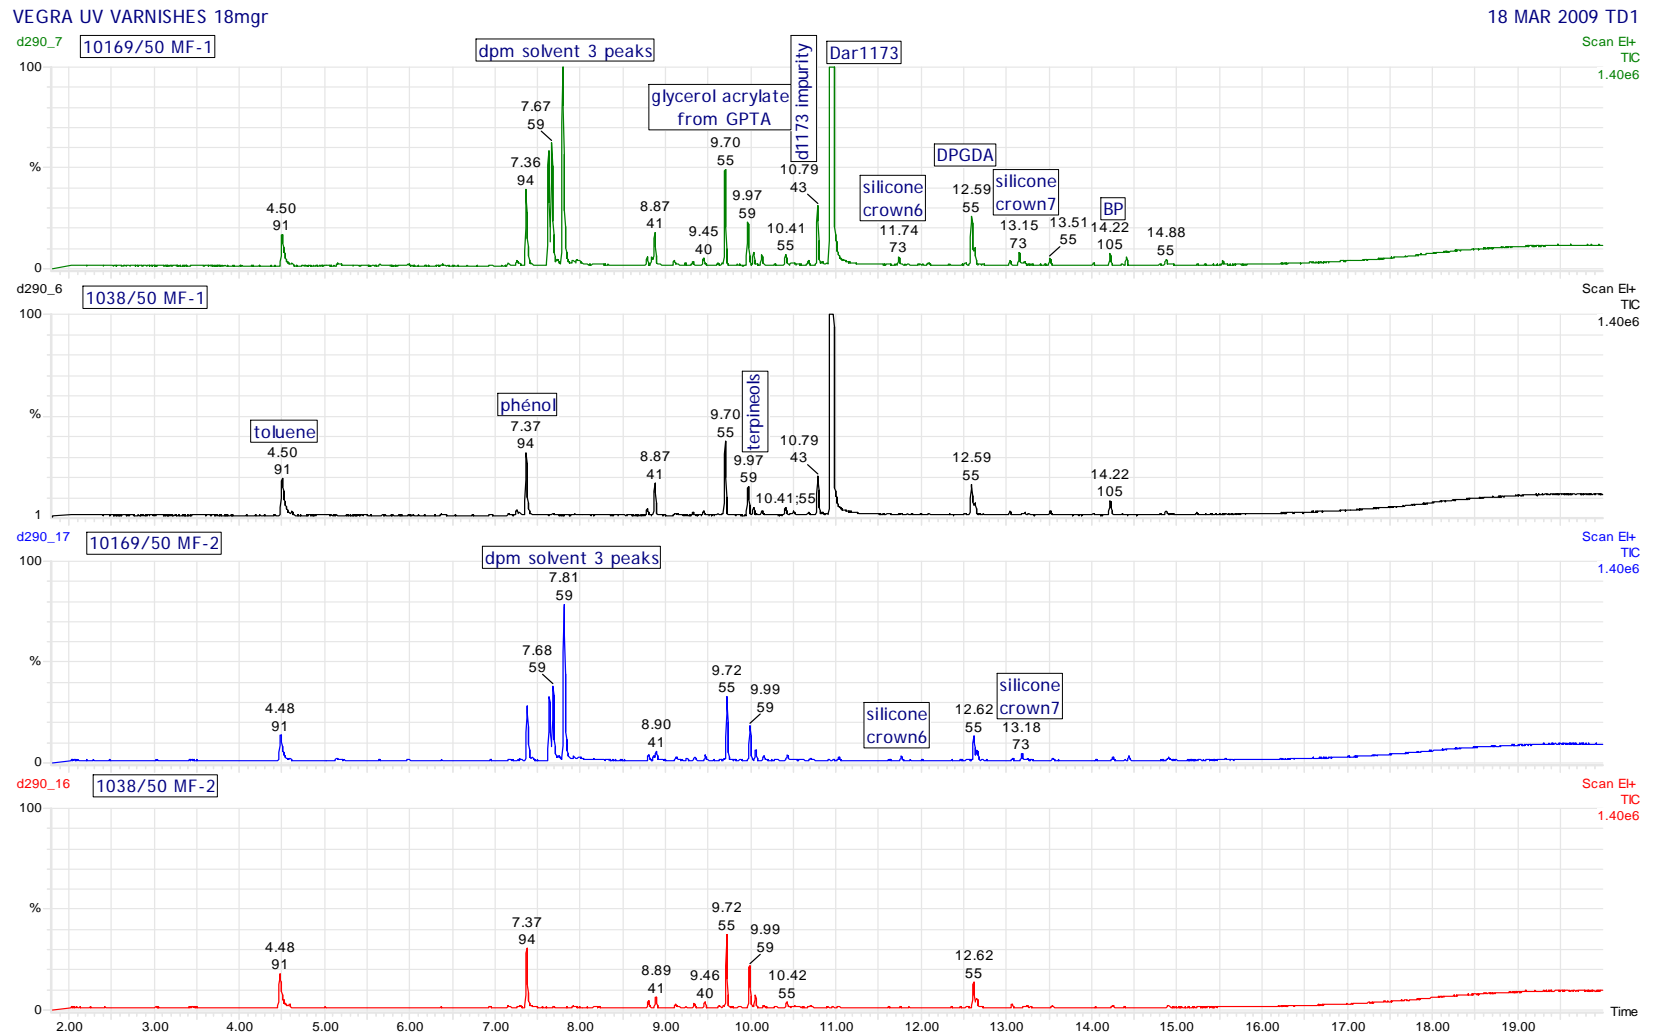 VEGRA UV VARNISHES 18mgr
18 MAR 2009 TD1
d290_7
10169/50 MF-1
Scan EI+
TIC
1.40e6
dpm solvent 3 peaks
glycerol acrylate
from GPTA
d1173 impurity
Dar1173
silicone
crown6
DPGDA
silicone
crown7
BP
100
%
0
4.50
91
7.36
94
7.67
59
8.87
41
9.45
40
9.70
55
9.97
59
10.41
55
10.79
43
11.74
73
12.59
55
13.15
73
13.51
55
14.22
105
14.88
55
d290_6
1038/50 MF-1
Scan EI+
TIC
1.40e6
100
%
1
toluene
4.50
91
phénol
7.37
94
8.87
41
9.70
55
terpineols
9.97
59
10.41;55
10.79
43
12.59
55
14.22
105
d290_17
10169/50 MF-2
Scan EI+
TIC
1.40e6
100
%
0
dpm solvent 3 peaks
4.48
91
7.68
59
7.81
59
8.90
41
9.72
55
9.99
59
silicone
crown6
12.62
55
silicone
crown7
13.18
73
d290_16
1038/50 MF-2
Scan EI+
TIC
1.40e6
100
%
0
4.48
91
7.37
94
8.89
41
9.46
40
9.72
55
9.99
59
10.42
55
12.62
55
Time
2.00 3.00 4.00 5.00 6.00 7.00 8.00 9.00 10.00 11.00 12.00 13.00 14.00 15.00 16.00 17.00 18.00 19.00